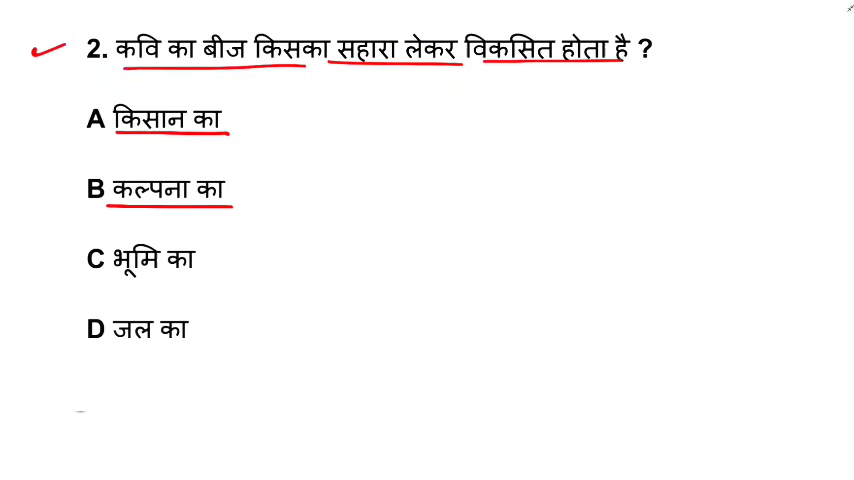 2. कवि का बीज किसका सहारा लेकर विकसित होता है ?
A किसान का
B कल्पना का
C भूमि का
D जल का